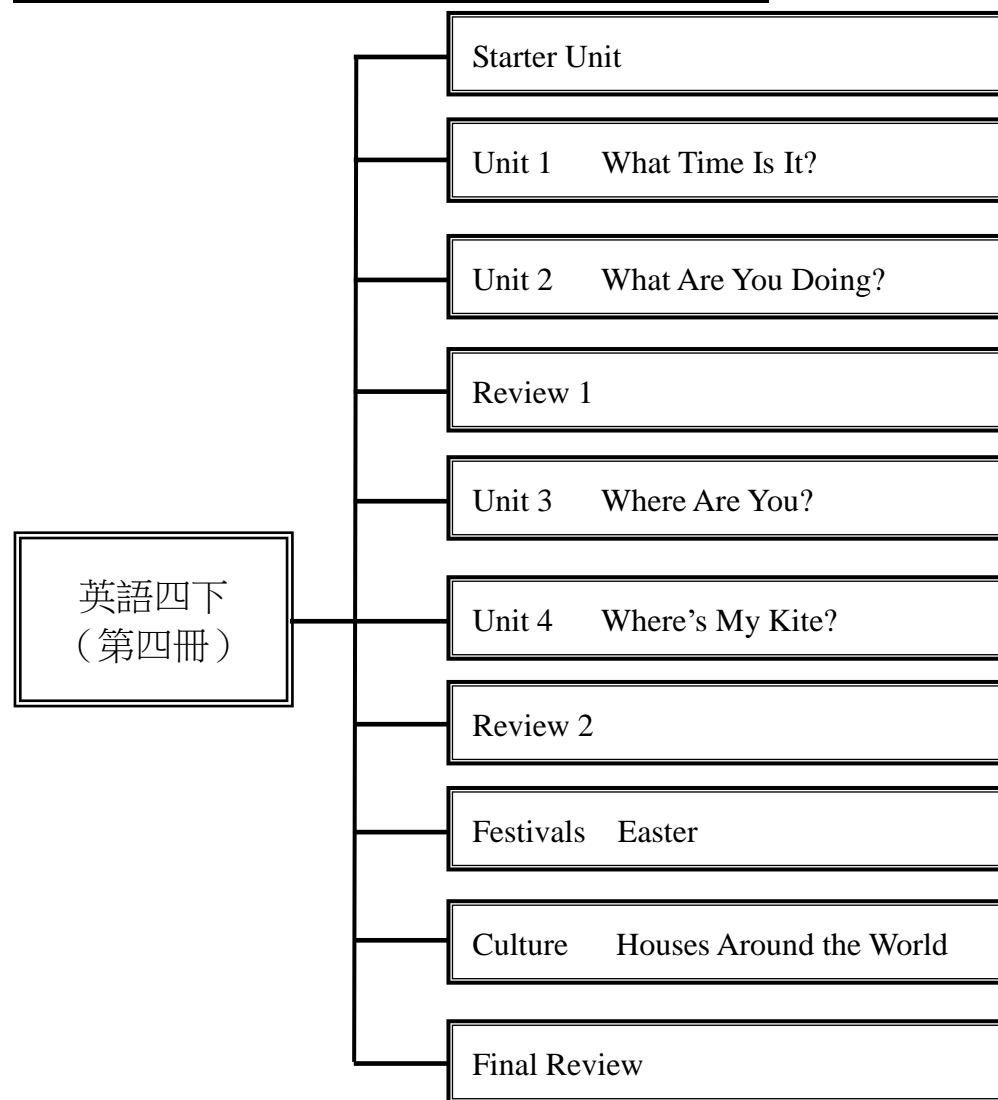 Starter Unit
Unit 1 What Time Is It?
Unit 2 What Are You Doing?
Review 1
Unit 3 Where Are You?
英語四下
（第四冊）
Unit 4 Where’s My Kite?
Review 2
Festivals Easter
Culture Houses Around the World
Final Review